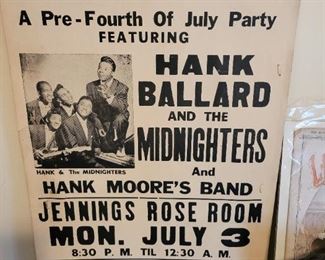 A Pre-Fourth Of July Party
FEATURING
HANK
BALLARD
AND THE
MIDNIGHTERS
HANK & The MIDNIGHTERS
And
HANK MOORE'S BAND
JENNINGS ROSE ROOM
MON. JULY 3
8:30 P. M. TIL 12:30 A. M.